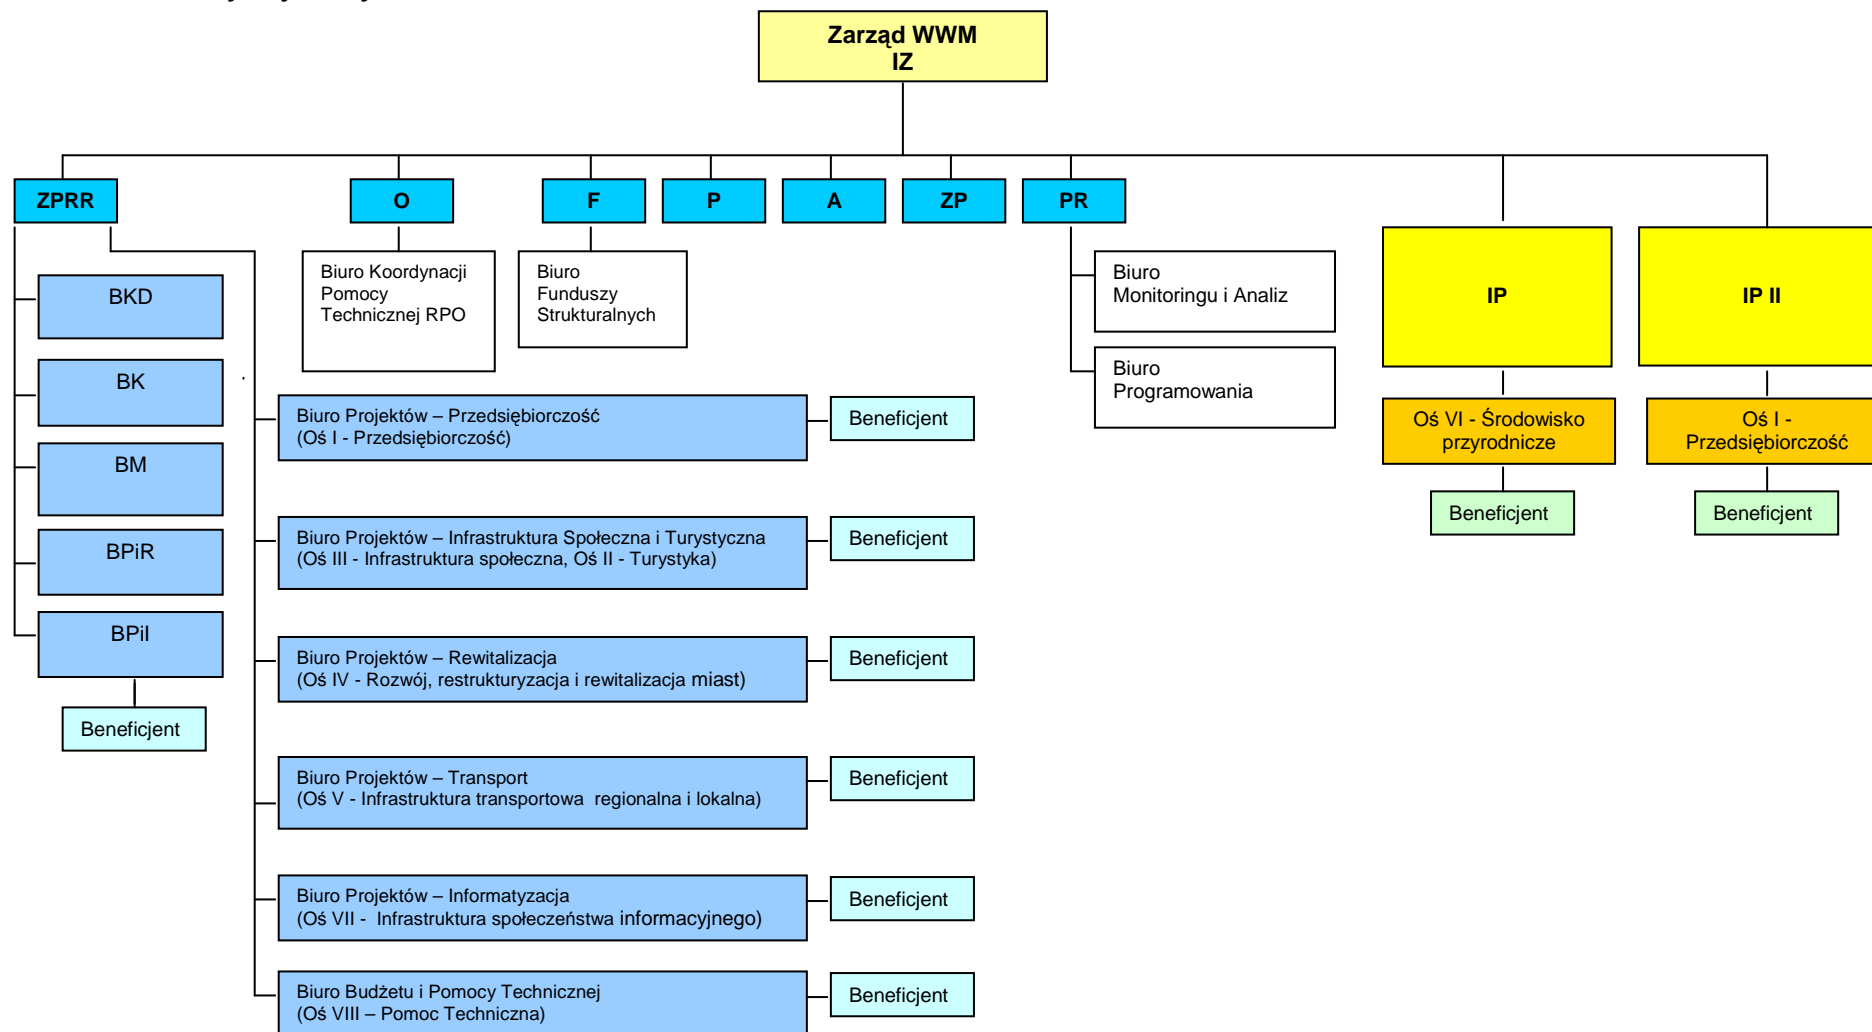 Zarząd WWM
IZ
ZPRR
O
F
P
A
ZP
PR
BKD
BK
BM
BPiR
BPiI
Beneficjent
Biuro Koordynacji
Pomocy
Technicznej RPO
Biuro
Funduszy
Strukturalnych
Biuro
Monitoringu i Analiz
Biuro
Programowania
IP
IP II
Oś VI - Środowisko
przyrodnicze
Oś I -
Przedsiębiorczość
Beneficjent
Beneficjent
Biuro Projektów – Przedsiębiorczość
(Oś I - Przedsiębiorczość)
Beneficjent
Biuro Projektów – Infrastruktura Społeczna i Turystyczna
(Oś III - Infrastruktura społeczna, Oś II - Turystyka)
Beneficjent
Biuro Projektów – Rewitalizacja
(Oś IV - Rozwój, restrukturyzacja i rewitalizacja miast)
Beneficjent
Biuro Projektów – Transport
(Oś V - Infrastruktura transportowa  regionalna i lokalna)
Beneficjent
Biuro Projektów – Informatyzacja
(Oś VII -  Infrastruktura społeczeństwa informacyjnego)
Beneficjent
Biuro Budżetu i Pomocy Technicznej
(Oś VIII – Pomoc Techniczna)
Beneficjent